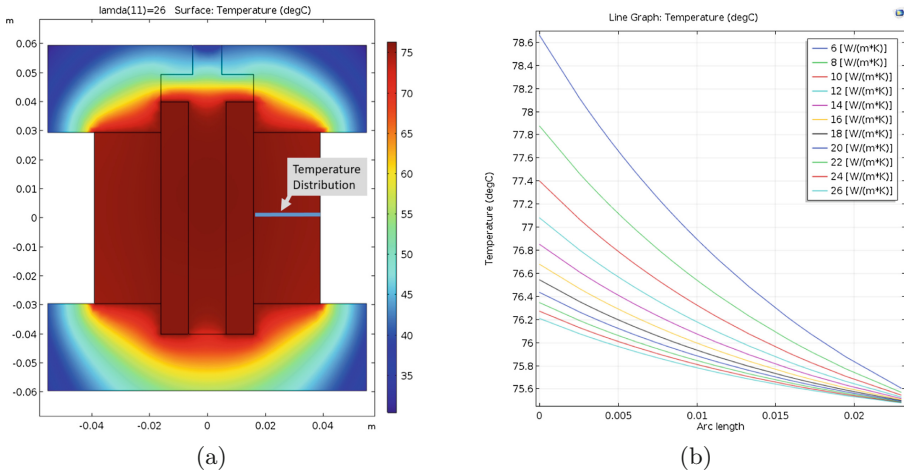 lamda(11)=26 Surface: Temperature (degC)
m
0.06
0.05
0.04
0.03
0.02
0.01
0
-0.01
-0.02
-0.03
-0.04
-0.05
-0.06
-0.04
-0.02
0
0.02
0.04
m
Temperature
Distribution
75
70
65
60
55
50
45
40
35
(a)
Line Graph: Temperature (degC)
Temperature (degC)
78.6
78.4
78.2
78
77.8
77.6
77.4
77.2
77
76.8
76.6
76.4
76.2
76
75.8
75.6
0
0.005
0.01
0.015
0.02
Arc length
6 [W/(m*K)]
8 [W/(m*K)]
10 [W/(m*K)]
12 [W/(m*K)]
14 [W/(m*K)]
16 [W/(m*K)]
18 [W/(m*K)]
20 [W/(m*K)]
22 [W/(m*K)]
24 [W/(m*K)]
26 [W/(m*K)]
(b)